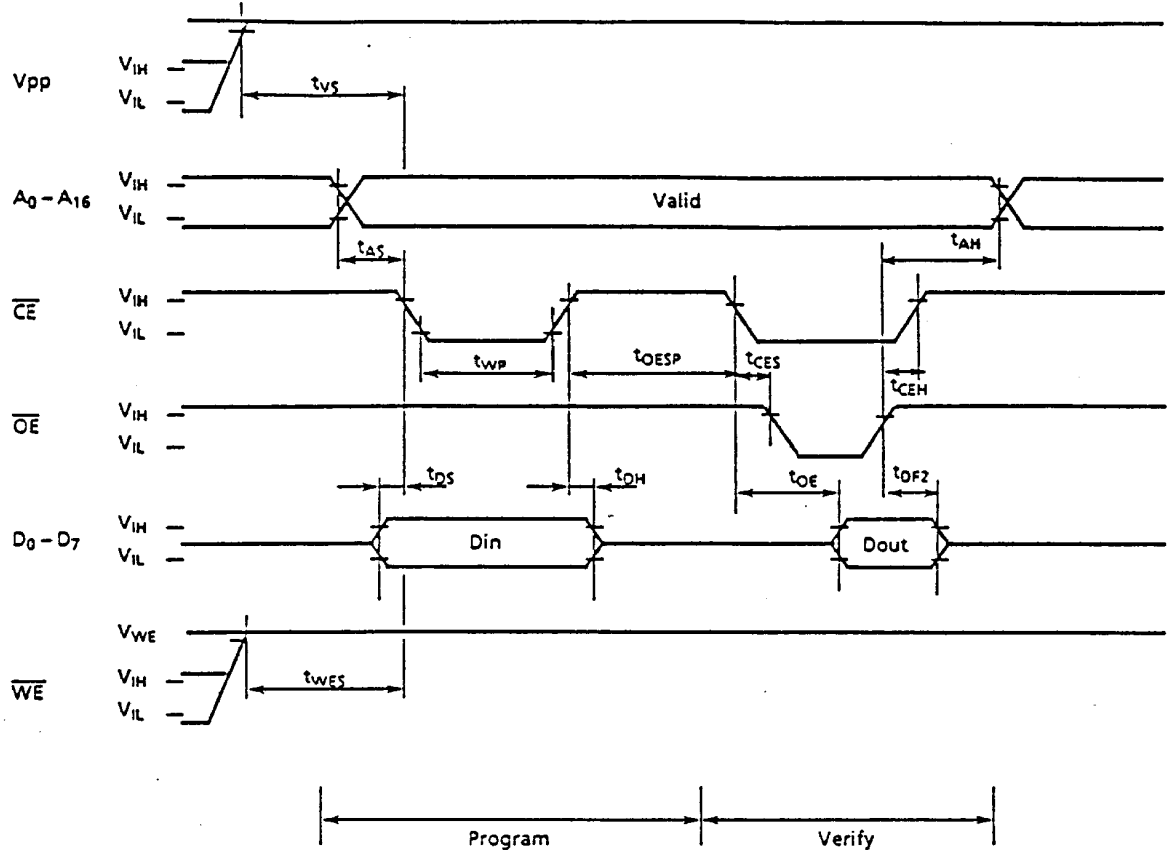 Vpp
VIH
VIL
tVS
A0 – A16
VIH
VIL
Valid
tAS
tAH
CE
VIH
VIL
tWP
tOESP
tCES
tCEH
OE
VIH
VIL
tDS
tDH
tOE
tDF2
D0 – D7
VIH
VIL
Din
Dout
VWE
WE
VIH
VIL
tWES
Program
Verify